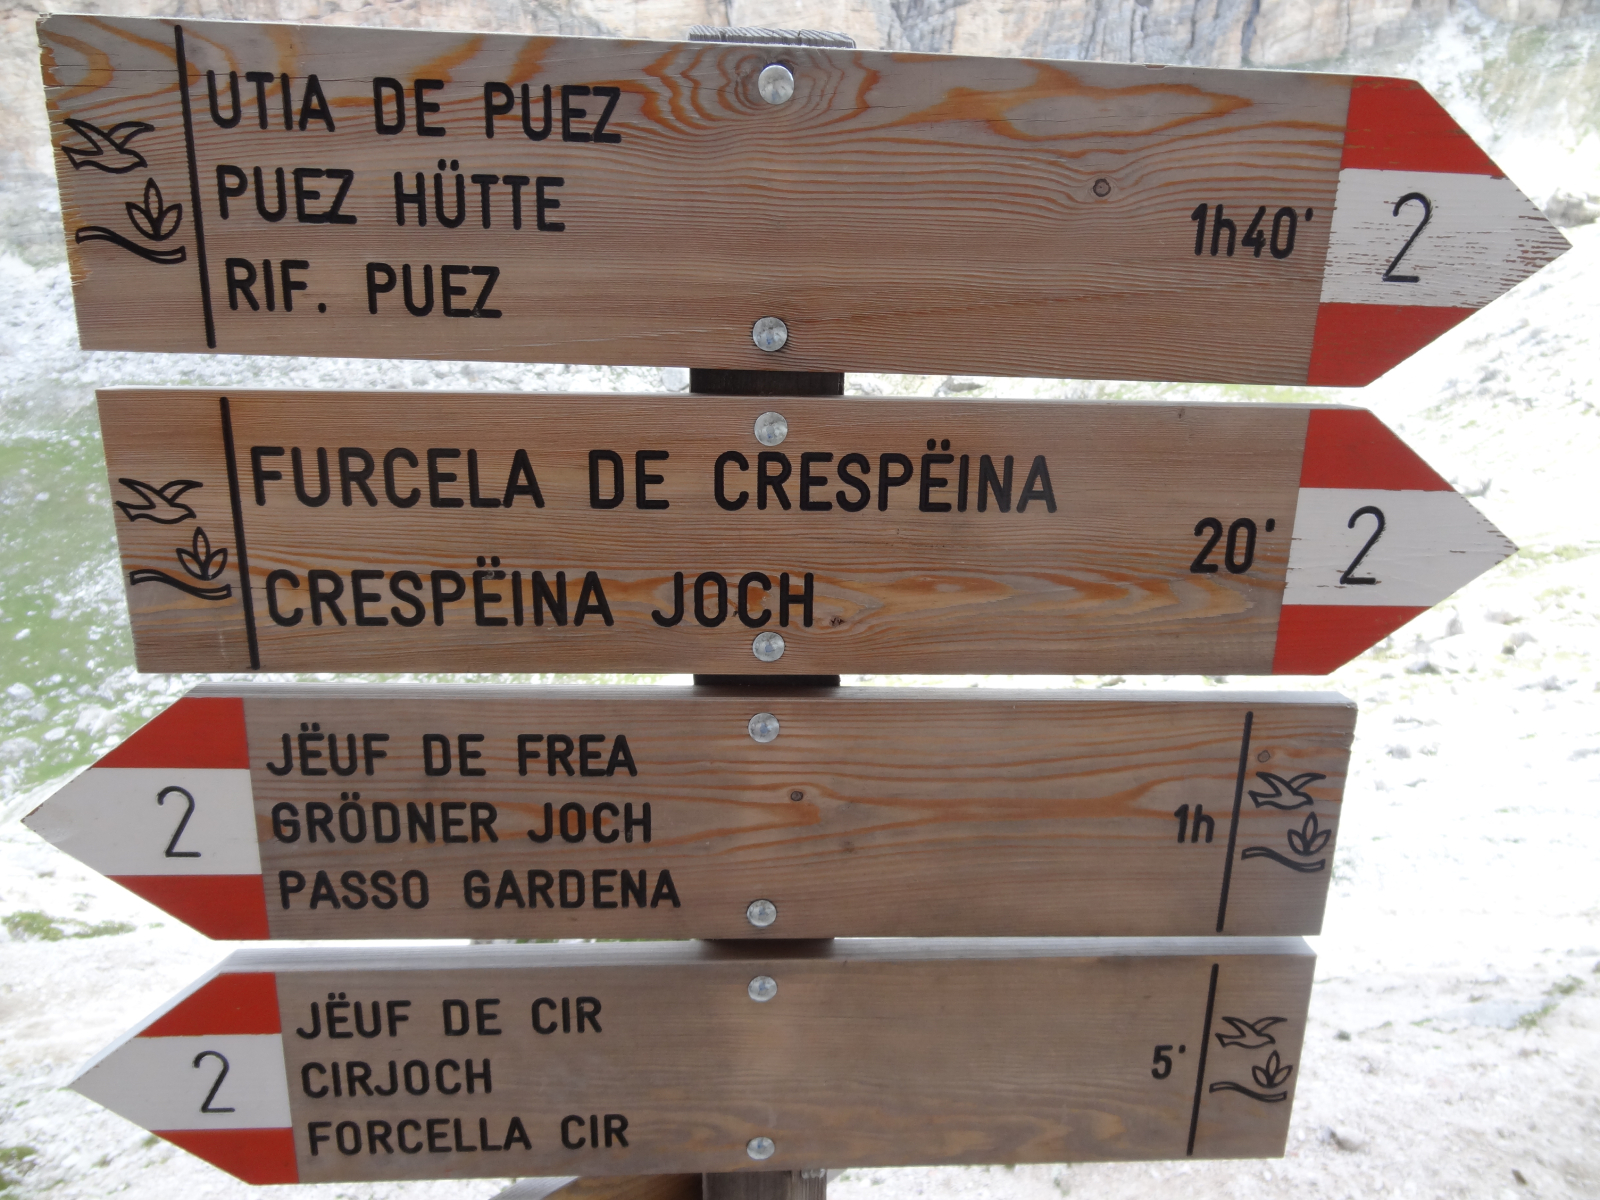 UTIA DE PUEZ
PUEZ HÜTTE
RIF. PUEZ
1h40'
2
FURCELA DE CRESPËINA
CRESPËINA JOCH
20'
2
2
JËUF DE FREA
GRÖDNER JOCH
PASSO GARDENA
1h
2
JËUF DE CIR
CIRJOCH
FORCELLA CIR
5'